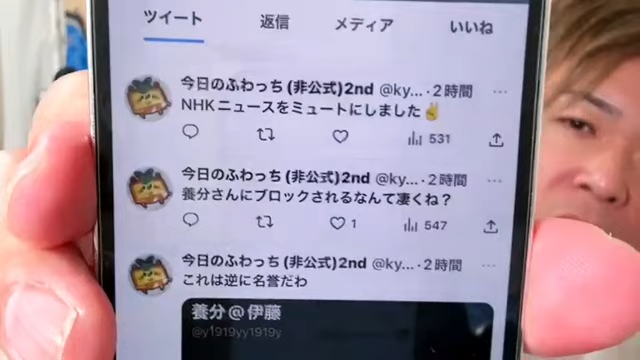 ツイート 返信 メディア いいね
今日のふわっち(非公式)2nd @ky... · 2時間
NHKニュースをミュートにしました✌
531
今日のふわっち(非公式)2nd @ky... · 2時間
養分さんにブロックされるなんて凄くね？
1 547
今日のふわっち(非公式)2nd @ky... · 2時間
これは逆に名誉だわ
養分@伊藤
@y1919yy1919y